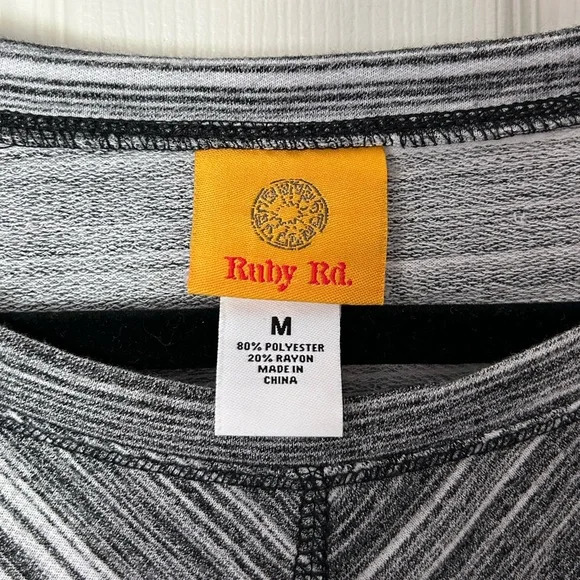 Ruby Rd.
M
80% POLYESTER
20% RAYON
MADE IN
CHINA